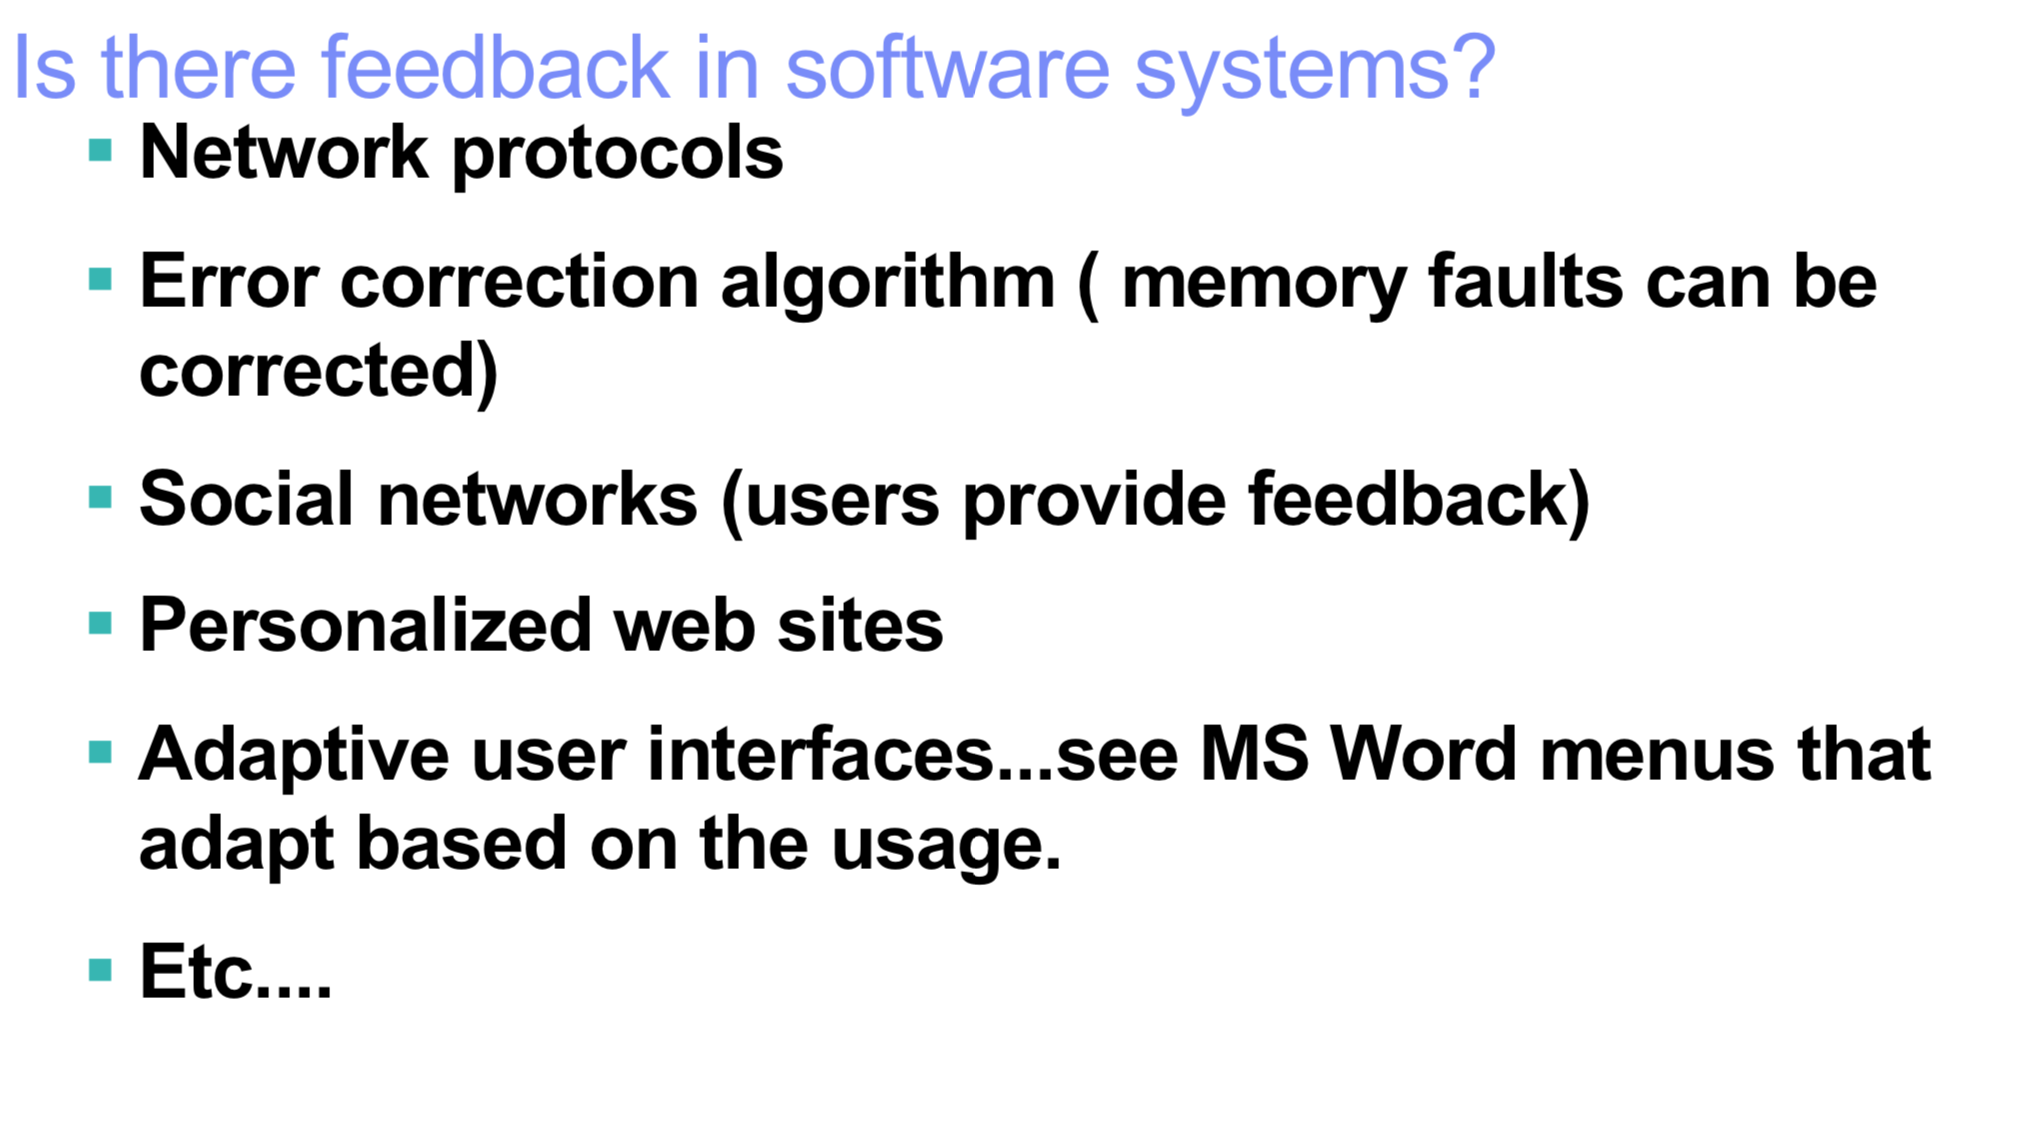 Is there feedback in software systems?
▪ Network protocols
▪ Error correction algorithm ( memory faults can be
corrected)
▪ Social networks (users provide feedback)
▪ Personalized web sites
▪ Adaptive user interfaces...see MS Word menus that
adapt based on the usage.
▪ Etc....